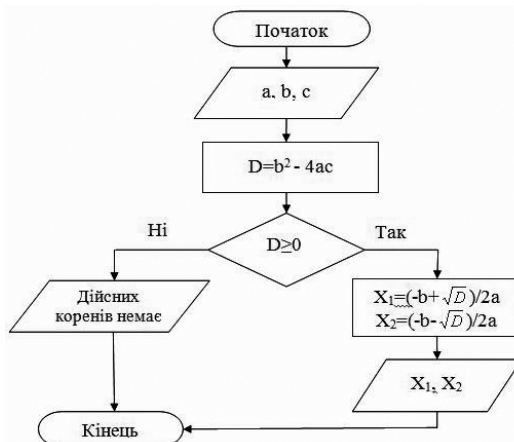 Початок
a, b, c
D=b² - 4ac
D≥0
Ні
Так
Дійсних
коренів немає
X₁=(-b+√D)/2a
X₂=(-b-√D)/2a
X₁, X₂
Кінець